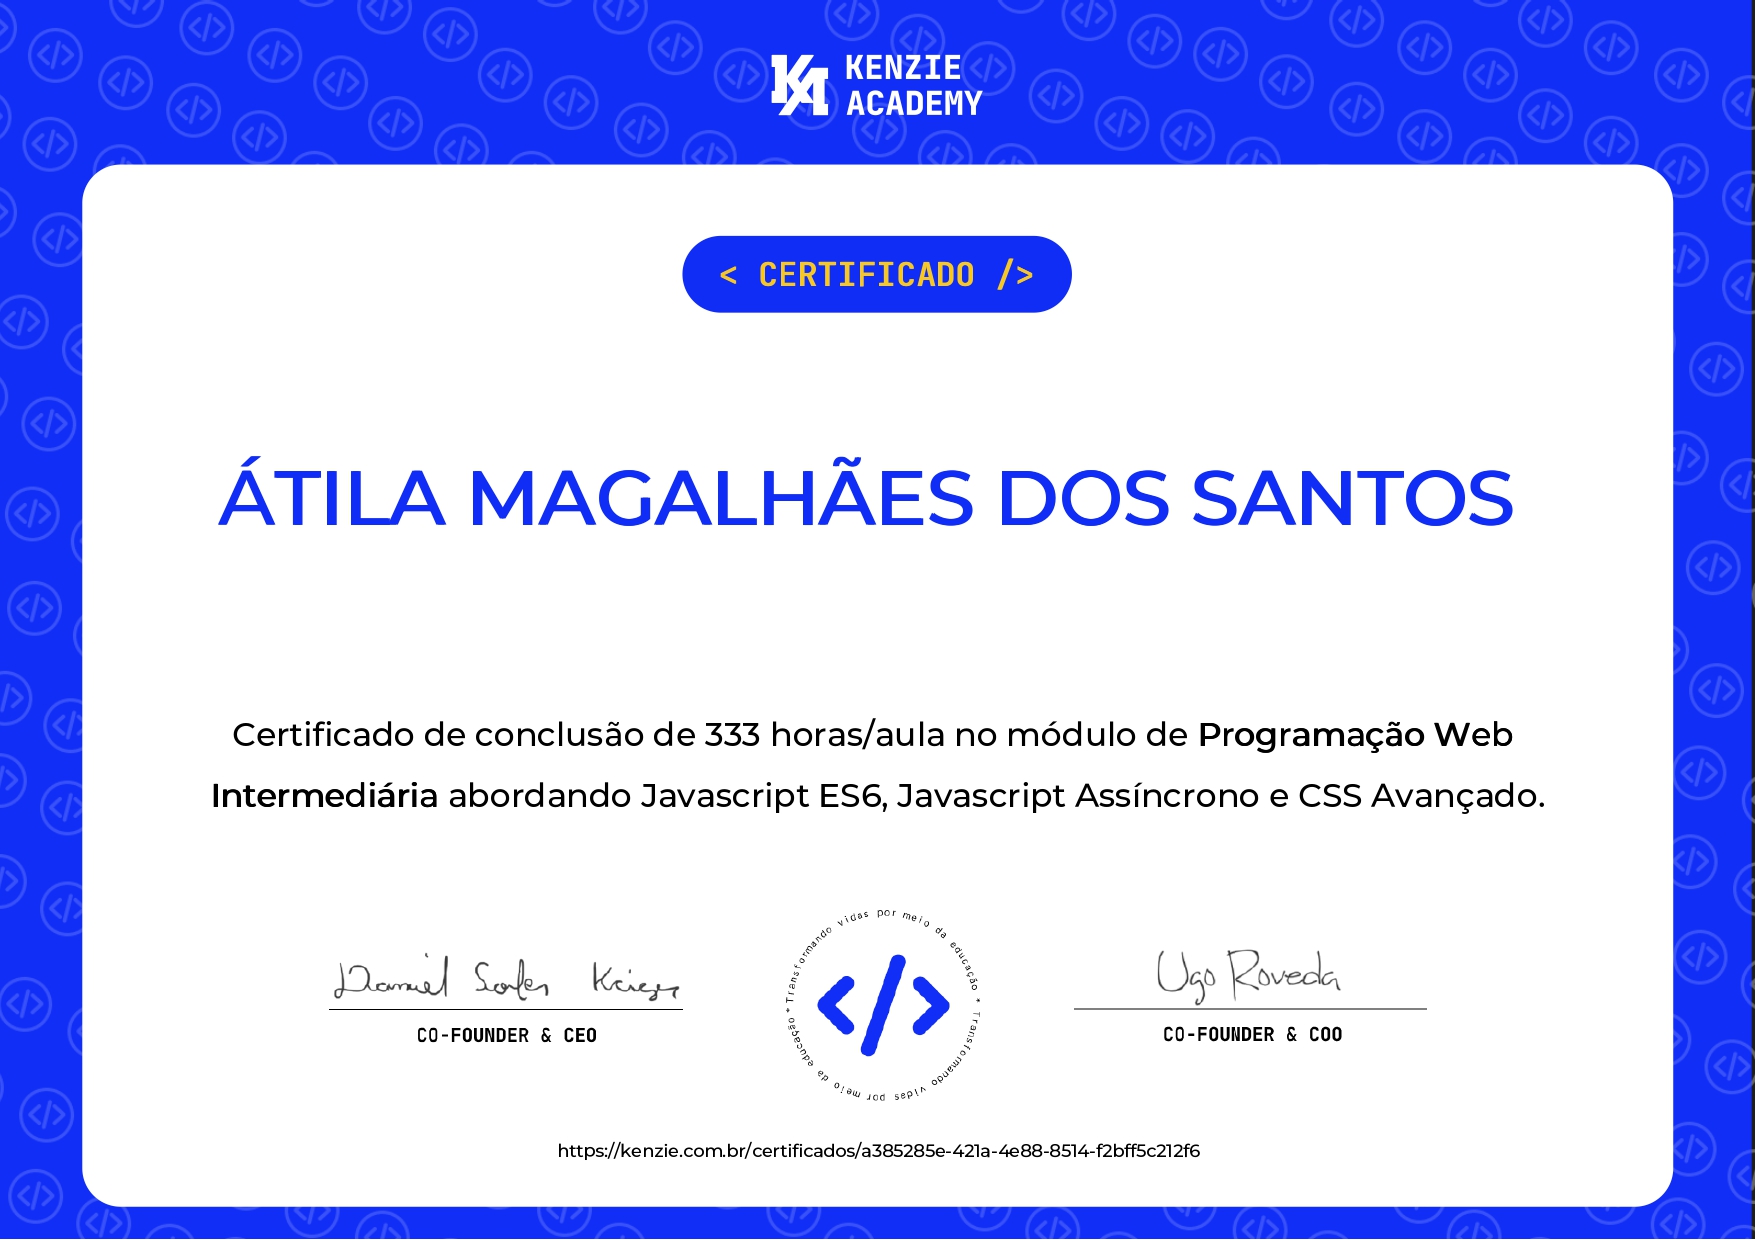 KENZIE
ACADEMY
< CERTIFICADO />
ÁTILA MAGALHÃES DOS SANTOS
Certificado de conclusão de 333 horas/aula no módulo de Programação Web
Intermediária abordando Javascript ES6, Javascript Assíncrono e CSS Avançado.
Daniel Kriger
Ugo Roveda
CO-FOUNDER & CEO
CO-FOUNDER & COO
* Transformando vidas por meio da educação * Transformando vidas por meio da educação
https://kenzie.com.br/certificados/a385285e-421a-4e88-8514-f2bff5c212f6